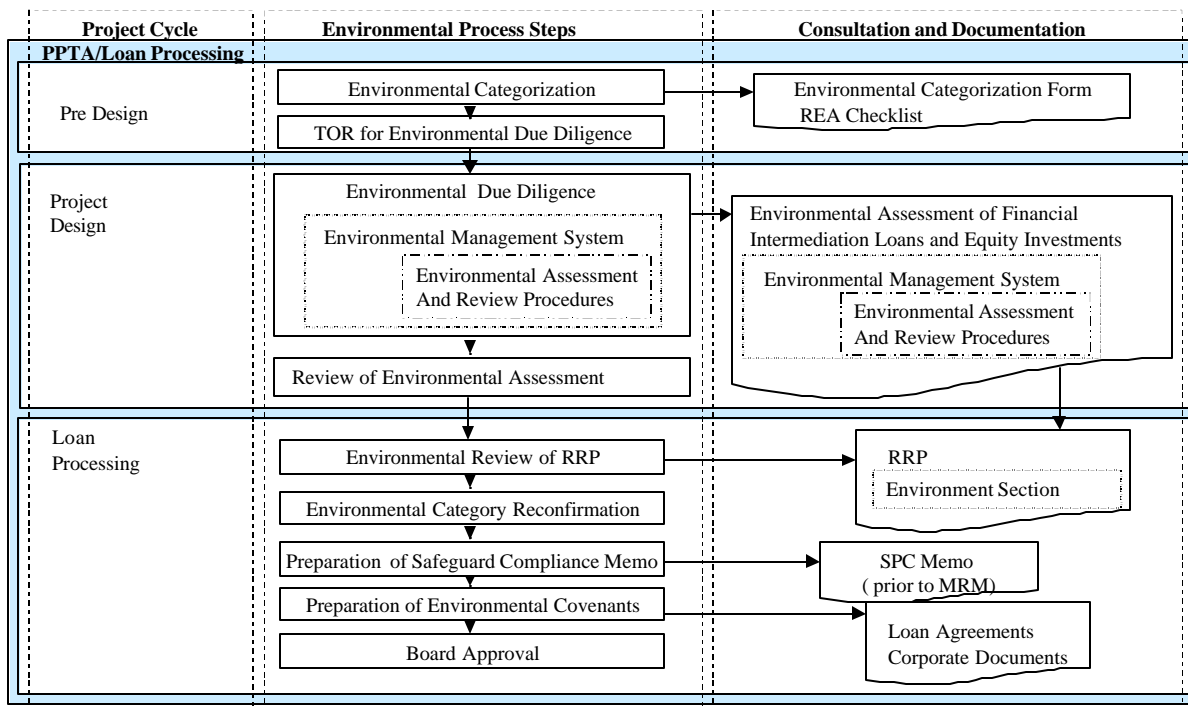 Project Cycle
Environmental Process Steps
Consultation and Documentation
PPTA/Loan Processing
Pre Design
Environmental Categorization
TOR for Environmental Due Diligence
Environmental Categorization Form
REA Checklist
Project
Design
Environmental Due Diligence
Environmental Management System
Environmental Assessment
And Review Procedures
Review of Environmental Assessment
Environmental Assessment of Financial
Intermediation Loans and Equity Investments
Environmental Management System
Environmental Assessment
And Review Procedures
Loan
Processing
Environmental Review of RRP
Environmental Category Reconfirmation
Preparation of Safeguard Compliance Memo
Preparation of Environmental Covenants
Board Approval
RRP
Environment Section
SPC Memo
( prior to MRM)
Loan Agreements
Corporate Documents